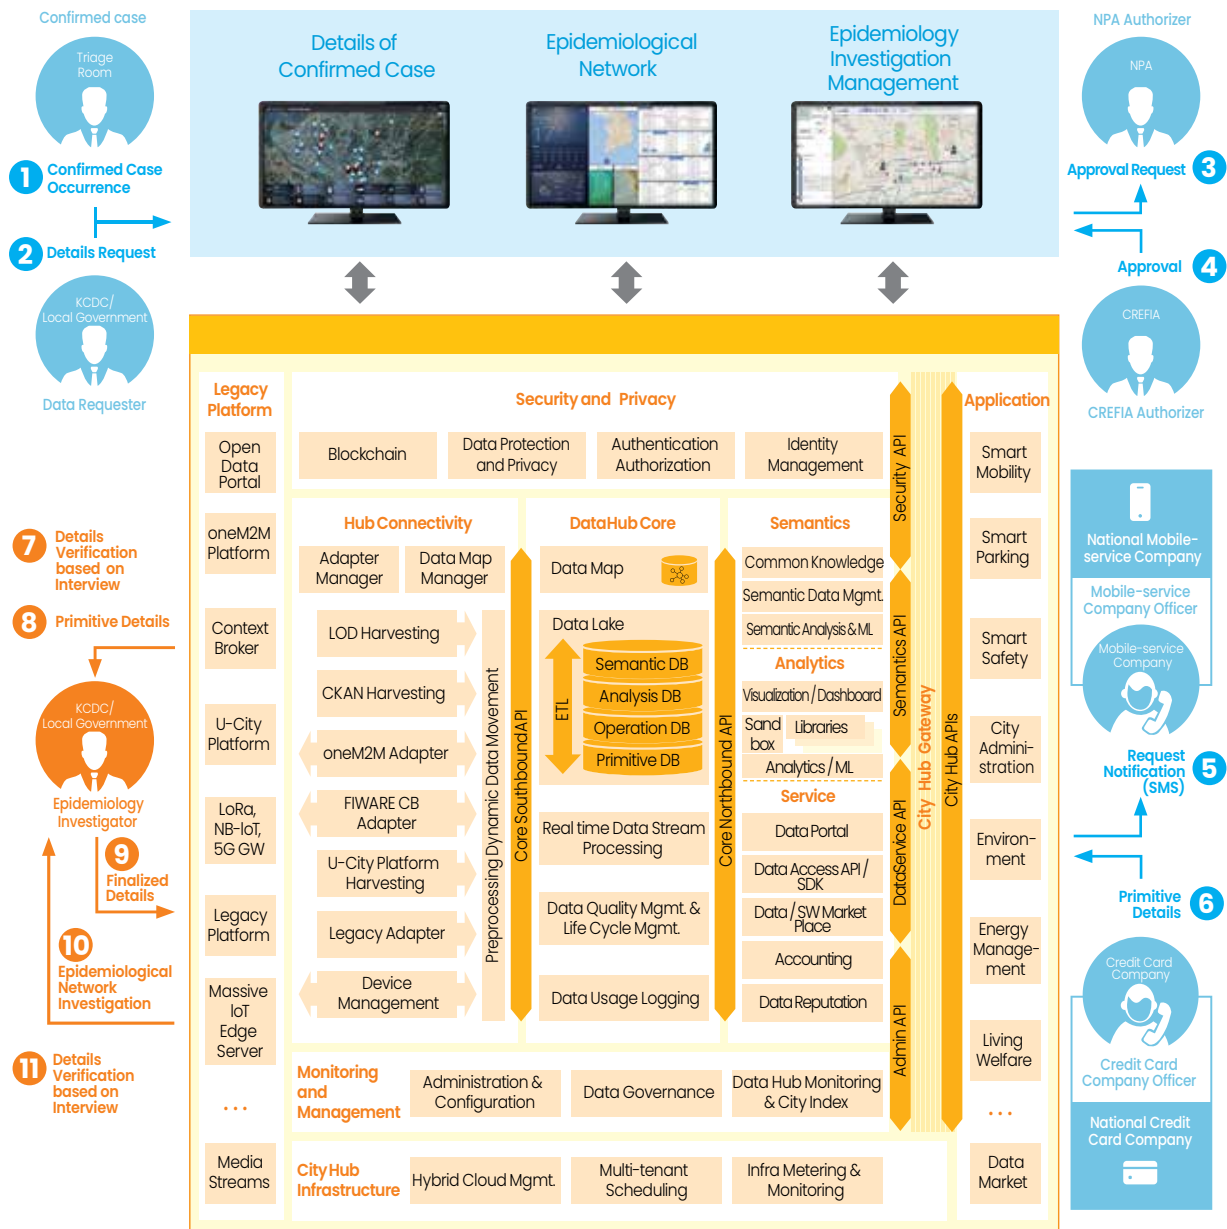 Confirmed case
Triage
Room
1 Confirmed Case
Occurrence
2 Details Request
KCDC/
Local Government
Data Requester
Details of
Confirmed Case
Epidemiological
Network
Epidemiology
Investigation
Management
NPA Authorizer
NPA
Approval Request 3
Approval 4
CREFIA
CREFIA Authorizer
7 Details
Verification
based on
Interview
8 Primitive Details
KCDC/
Local Government
Epidemiology
Investigator
9
Finalized
Details
10
Epidemiological
Network
Investigation
11 Details
Verification
based on
Interview
Legacy
Platform
Open
Data
Portal
oneM2M
Platform
Context
Broker
U-City
Platform
LoRa,
NB-IoT,
5G GW
Legacy
Platform
Massive
IoT
Edge
Server
...
Media
Streams
Security and Privacy
Blockchain
Data Protection
and Privacy
Authentication
Authorization
Identity
Management
Hub Connectivity
Adapter
Manager
Data Map
Manager
LOD Harvesting
CKAN Harvesting
oneM2M Adapter
FIWARE CB
Adapter
U-City Platform
Harvesting
Legacy Adapter
Device
Management
Preprocessing Dynamic Data Movement
Core Southbound API
DataHub Core
Data Map
Data Lake
ETL
Semantic DB
Analysis DB
Operation DB
Primitive DB
Real time Data Stream
Processing
Data Quality Mgmt. &
Life Cycle Mgmt.
Data Usage Logging
Core Northbound API
Semantics
Common Knowledge
Semantic Data Mgmt.
Semantic Analysis & ML
Analytics
Visualization / Dashboard
Sand
box
Libraries
Analytics / ML
Service
Data Portal
Data Access API /
SDK
Data / SW Market
Place
Accounting
Data Reputation
Security API
Semantics API
DataService API
Admin API
City Hub Gateway
City Hub APIs
Application
Smart
Mobility
Smart
Parking
Smart
Safety
City
Admini-
stration
Environ-
ment
Energy
Manage-
ment
Living
Welfare
...
Data
Market
Monitoring
and
Management
Administration &
Configuration
Data Governance
Data Hub Monitoring
& City Index
City Hub
Infrastructure
Hybrid Cloud Mgmt.
Multi-tenant
Scheduling
Infra Metering &
Monitoring
National Mobile-
service Company
Mobile-service
Company Officer
Mobile-service
Company
Request
Notification
(SMS) 5
Primitive
Details 6
Credit Card
Company
Credit Card
Company Officer
National Credit
Card Company